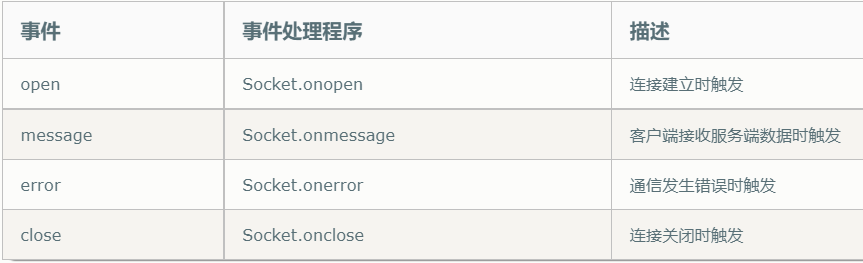 事件 事件处理程序 描述
open Socket.onopen 连接建立时触发
message Socket.onmessage 客户端接收服务端数据时触发
error Socket.onerror 通信发生错误时触发
close Socket.onclose 连接关闭时触发